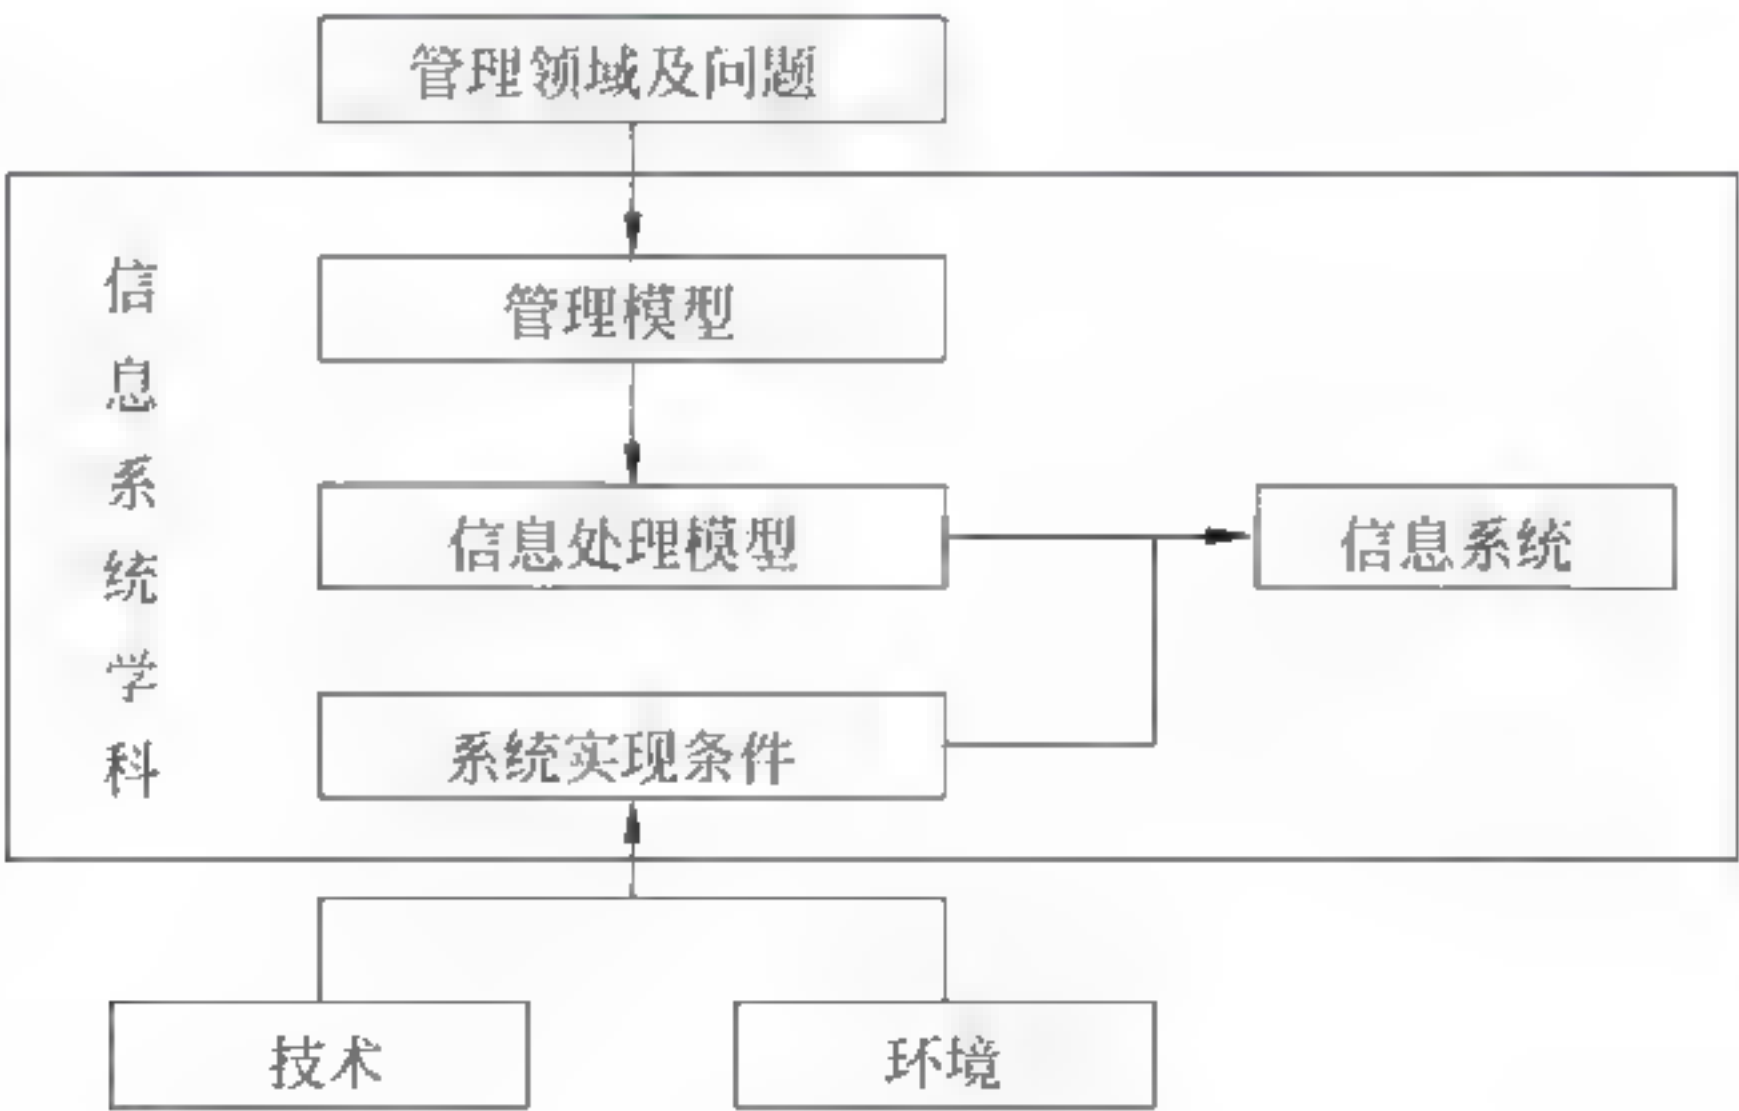 管理领域及问题
信息系统学科
管理模型
信息处理模型
信息系统
系统实现条件
技术
环境